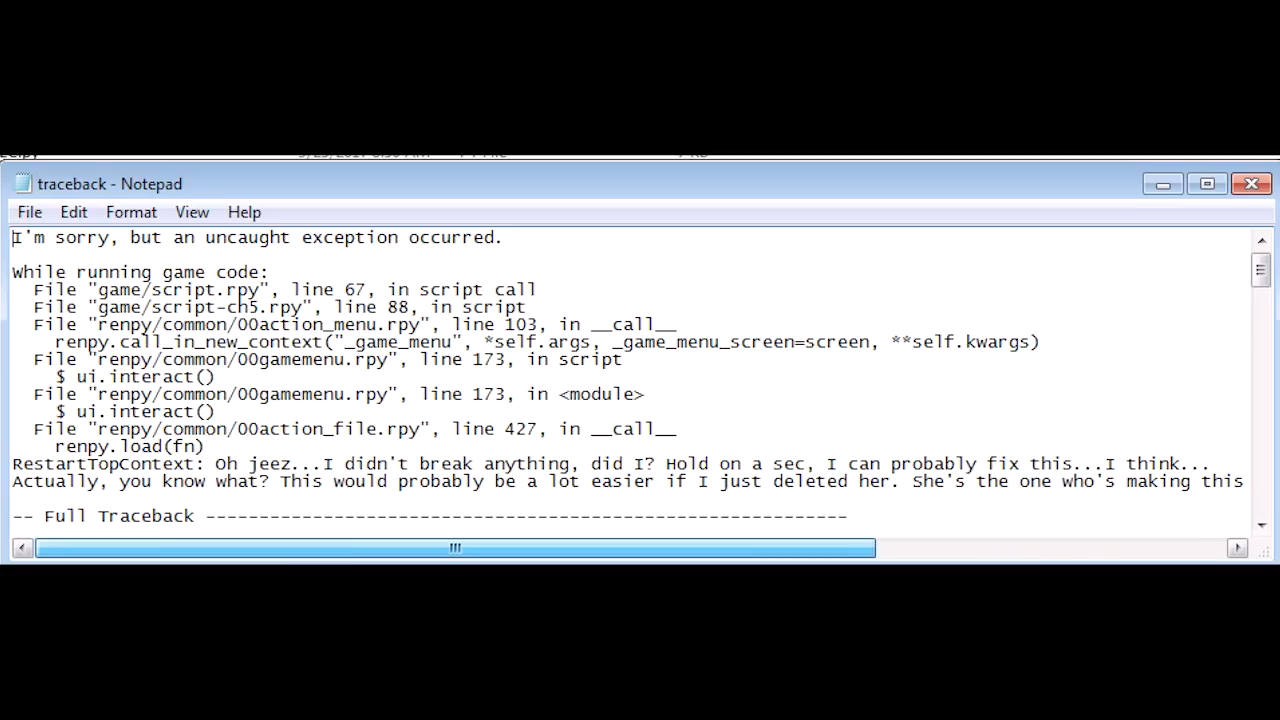 traceback - Notepad
File Edit Format View Help
I'm sorry, but an uncaught exception occurred.
While running game code:
File "game/script.rpy", line 67, in script call
File "game/script-ch5.rpy", line 88, in script
File "renpy/common/00action_menu.rpy", line 103, in __call__
renpy.call_in_new_context("_game_menu", *self.args, _game_menu_screen=screen, **self.kwargs)
File "renpy/common/00gamemenu.rpy", line 173, in script
$ ui.interact()
File "renpy/common/00gamemenu.rpy", line 173, in <module>
$ ui.interact()
File "renpy/common/00action_file.rpy", line 427, in __call__
renpy.load(fn)
RestartTopContext: Oh jeez...I didn't break anything, did I? Hold on a sec, I can probably fix this...I think...
Actually, you know what? This would probably be a lot easier if I just deleted her. She's the one who's making this
-- Full Traceback ------------------------------------------------------------